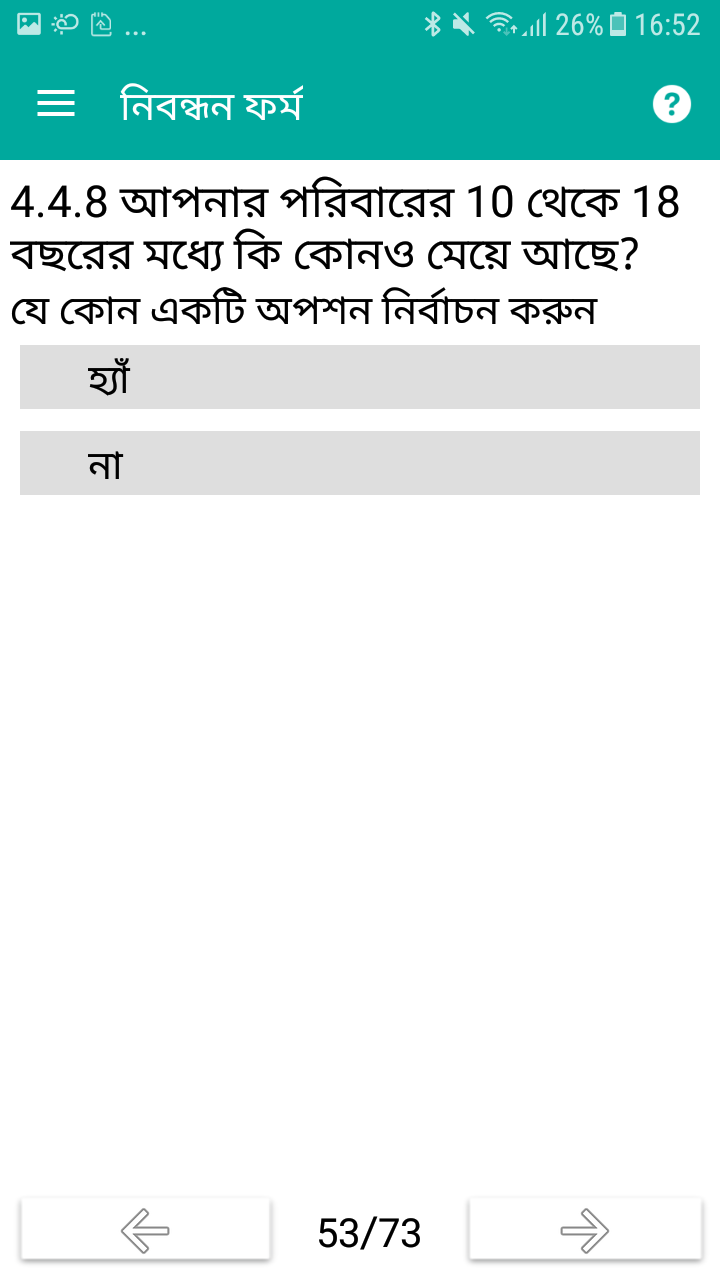 ... 26% 16:52
নিবন্ধন ফর্ম ?
4.4.8 আপনার পরিবারের 10 থেকে 18
বছরের মধ্যে কি কোনও মেয়ে আছে?
যে কোন একটি অপশন নির্বাচন করুন
হ্যাঁ
না
53/73